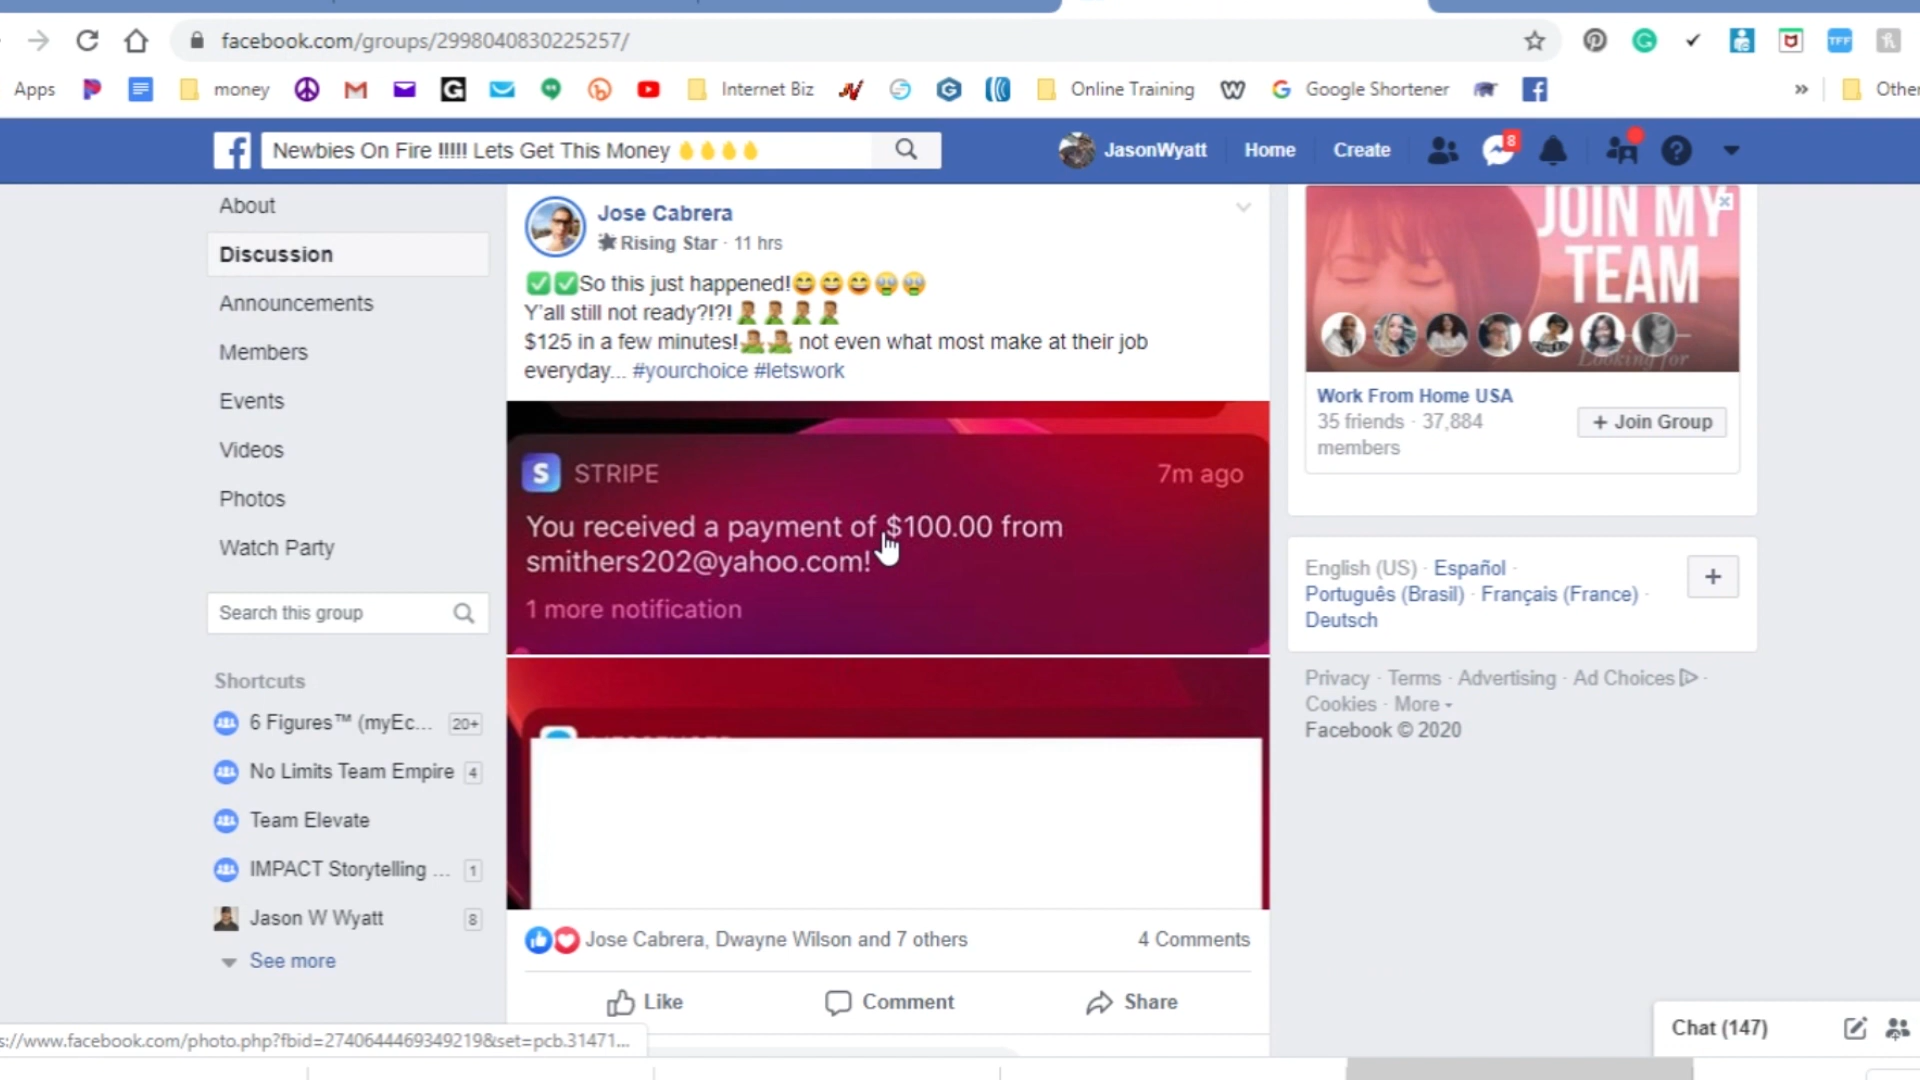 facebook.com/groups/2998040830225257/
Apps
money
Internet Biz
Online Training
Google Shortener
Other
Newbies On Fire !!!!! Lets Get This Money
JasonWyatt
Home
Create
8
About
Discussion
Announcements
Members
Events
Videos
Photos
Watch Party
Search this group
Shortcuts
6 Figures™ (myEc... 20+
No Limits Team Empire 4
Team Elevate
IMPACT Storytelling ... 1
Jason W Wyatt 8
See more
Jose Cabrera
Rising Star · 11 hrs
So this just happened!
Y'all still not ready?!?!
$125 in a few minutes! not even what most make at their job
everyday... #yourchoice #letswork
S STRIPE 7m ago
You received a payment of $100.00 from
smithers202@yahoo.com!
1 more notification
Jose Cabrera, Dwayne Wilson and 7 others
4 Comments
Like
Comment
Share
JOIN MY
TEAM
Looking for
Work From Home USA
35 friends · 37,884
members
+ Join Group
English (US) · Español ·
Português (Brasil) · Français (France) ·
Deutsch
Privacy · Terms · Advertising · Ad Choices ·
Cookies · More
Facebook © 2020
Chat (147)
s://www.facebook.com/photo.php?fbid=2740644469349219&set=pcb.31471...